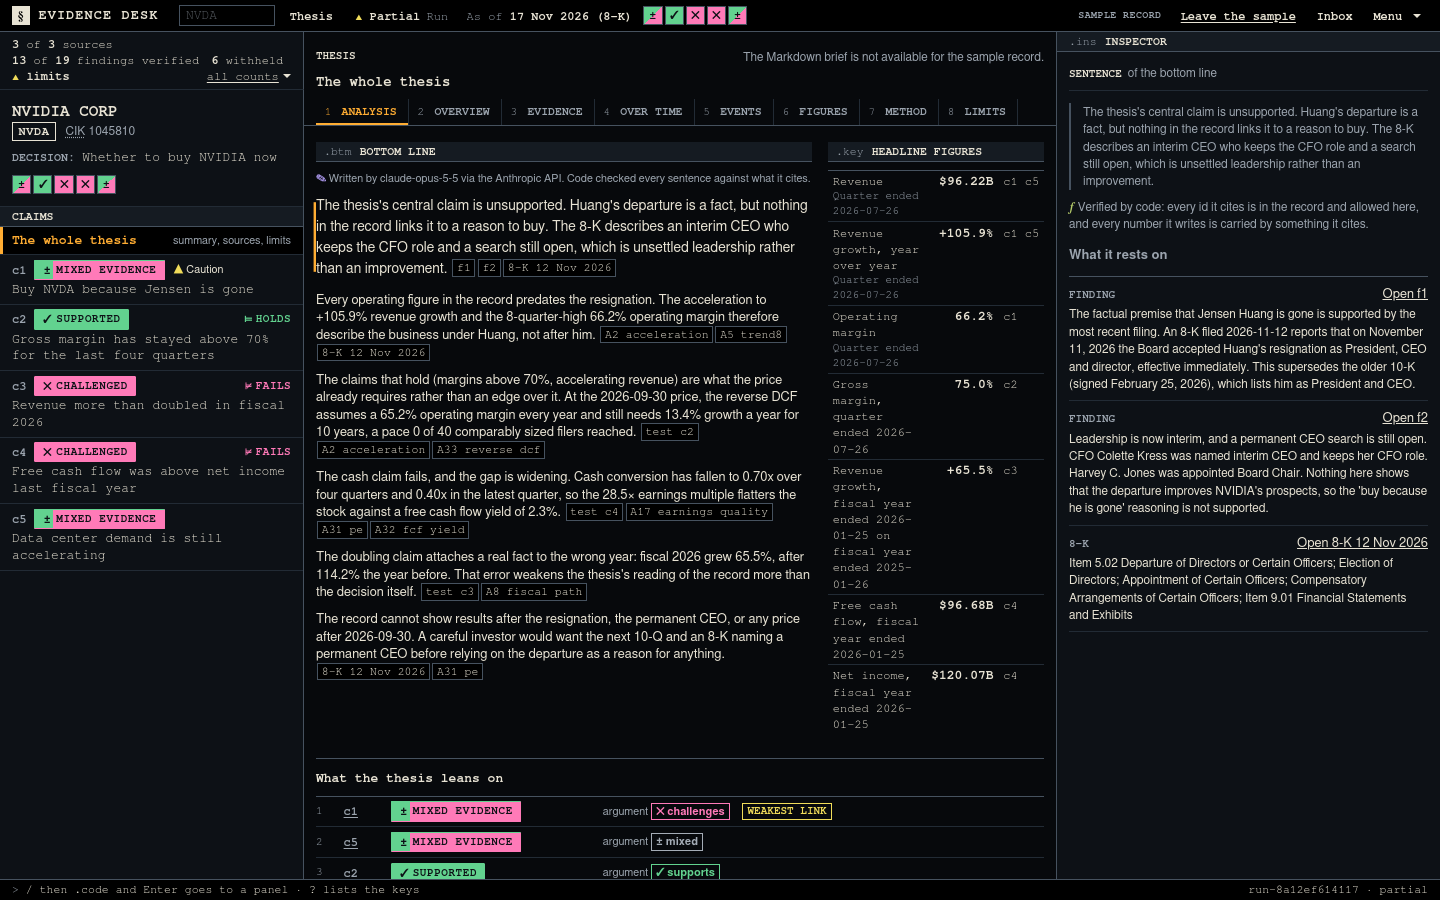 § EVIDENCE DESK NVDA Thesis ▲ Partial Run As of 17 Nov 2026 (8-K) ± ✓ ✕ ✕ ± SAMPLE RECORD Leave the sample Inbox Menu
3 of 3 sources
13 of 19 findings verified 6 withheld
▲ limits all counts
NVIDIA CORP
NVDA CIK 1045810
DECISION: Whether to buy NVIDIA now
± ✓ ✕ ✕ ±
CLAIMS
The whole thesis summary, sources, limits
c1 ± MIXED EVIDENCE ▲ Caution
Buy NVDA because Jensen is gone
c2 ✓ SUPPORTED ⊨ HOLDS
Gross margin has stayed above 70%
for the last four quarters
c3 ✕ CHALLENGED ⊭ FAILS
Revenue more than doubled in fiscal
2026
c4 ✕ CHALLENGED ⊭ FAILS
Free cash flow was above net income
last fiscal year
c5 ± MIXED EVIDENCE
Data center demand is still
accelerating
THESIS The Markdown brief is not available for the sample record.
The whole thesis
1 ANALYSIS 2 OVERVIEW 3 EVIDENCE 4 OVER TIME 5 EVENTS 6 FIGURES 7 METHOD 8 LIMITS
.btm BOTTOM LINE
✎ Written by claude-opus-5-5 via the Anthropic API. Code checked every sentence against what it cites.
The thesis's central claim is unsupported. Huang's departure is a fact, but nothing
in the record links it to a reason to buy. The 8-K describes an interim CEO who
keeps the CFO role and a search still open, which is unsettled leadership rather
than an improvement. f1 f2 8-K 12 Nov 2026
Every operating figure in the record predates the resignation. The acceleration to
+105.9% revenue growth and the 8-quarter-high 66.2% operating margin therefore
describe the business under Huang, not after him. A2 acceleration A5 trend8
8-K 12 Nov 2026
The claims that hold (margins above 70%, accelerating revenue) are what the price
already requires rather than an edge over it. At the 2026-09-30 price, the reverse DCF
assumes a 65.2% operating margin every year and still needs 13.4% growth a year for
10 years, a pace 0 of 40 comparably sized filers reached. test c2
A2 acceleration A33 reverse dcf
The cash claim fails, and the gap is widening. Cash conversion has fallen to 0.70x over
four quarters and 0.40x in the latest quarter, so the 28.5× earnings multiple flatters the
stock against a free cash flow yield of 2.3%. test c4 A17 earnings quality
A31 pe A32 fcf yield
The doubling claim attaches a real fact to the wrong year: fiscal 2026 grew 65.5%, after
114.2% the year before. That error weakens the thesis's reading of the record more than
the decision itself. test c3 A8 fiscal path
The record cannot show results after the resignation, the permanent CEO, or any price
after 2026-09-30. A careful investor would want the next 10-Q and an 8-K naming a
permanent CEO before relying on the departure as a reason for anything.
8-K 12 Nov 2026 A31 pe
.key HEADLINE FIGURES
Revenue $96.22B c1 c5
Quarter ended
2026-07-26
Revenue +105.9% c1 c5
growth, year
over year
Quarter ended
2026-07-26
Operating 66.2% c1
margin
Quarter ended
2026-07-26
Gross 75.0% c2
margin,
quarter
ended 2026-
07-26
Revenue +65.5% c3
growth,
fiscal year
ended 2026-
01-25 on
fiscal year
ended 2025-
01-26
Free cash $96.68B c4
flow, fiscal
year ended
2026-01-25
Net income, $120.07B c4
fiscal year
ended 2026-
01-25
What the thesis leans on
1 c1 ± MIXED EVIDENCE argument ✕ challenges WEAKEST LINK
2 c5 ± MIXED EVIDENCE argument ± mixed
3 c2 ✓ SUPPORTED argument ✓ supports
.ins INSPECTOR
SENTENCE of the bottom line
The thesis's central claim is unsupported. Huang's departure is a
fact, but nothing in the record links it to a reason to buy. The 8-K
describes an interim CEO who keeps the CFO role and a search
still open, which is unsettled leadership rather than an
improvement.
ƒ Verified by code: every id it cites is in the record and allowed here,
and every number it writes is carried by something it cites.
What it rests on
FINDING Open f1
The factual premise that Jensen Huang is gone is supported by the
most recent filing. An 8-K filed 2026-11-12 reports that on November
11, 2026 the Board accepted Huang's resignation as President, CEO
and director, effective immediately. This supersedes the older 10-K
(signed February 25, 2026), which lists him as President and CEO.
FINDING Open f2
Leadership is now interim, and a permanent CEO search is still open.
CFO Colette Kress was named interim CEO and keeps her CFO role.
Harvey C. Jones was appointed Board Chair. Nothing here shows
that the departure improves NVIDIA's prospects, so the 'buy because
he is gone' reasoning is not supported.
8-K Open 8-K 12 Nov 2026
Item 5.02 Departure of Directors or Certain Officers; Election of
Directors; Appointment of Certain Officers; Compensatory
Arrangements of Certain Officers; Item 9.01 Financial Statements
and Exhibits
> / then .code and Enter goes to a panel · ? lists the keys run-8a12ef614117 · partial